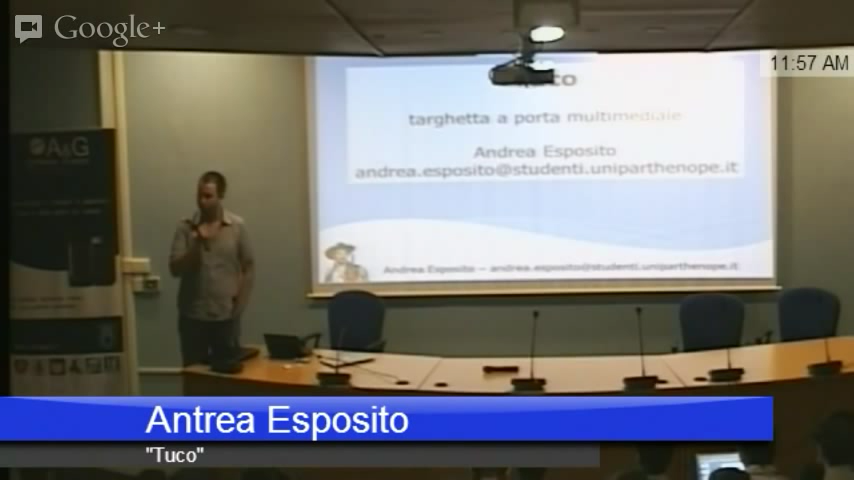 Google+
11:57 AM
A&G
targhetta a porta multimediale
Andrea Esposito
andrea.esposito@studenti.uniparthenope.it
Andrea Esposito – andrea.esposito@studenti.uniparthenope.it
Antrea Esposito
"Tuco"